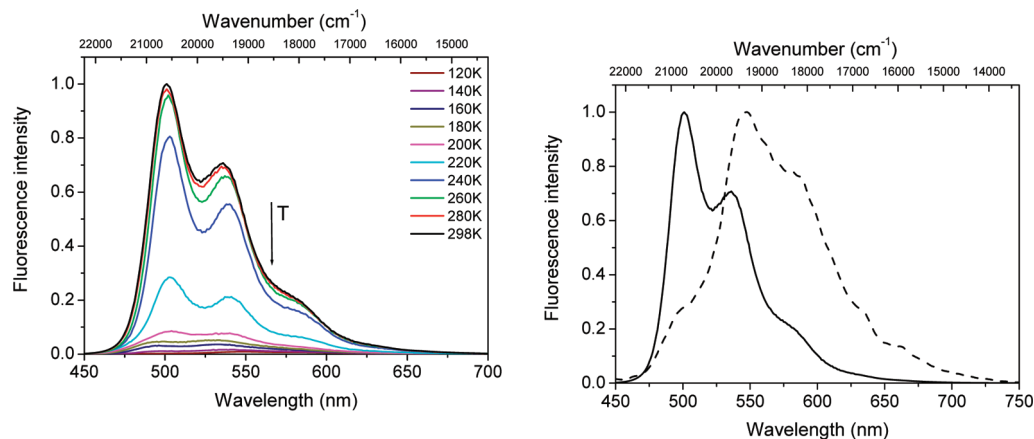 Wavenumber (cm⁻¹)
22000 21000 20000 19000 18000 17000 16000 15000
Fluorescence intensity
1.0
0.8
0.6
0.4
0.2
0.0
120K
140K
160K
180K
200K
220K
240K
260K
280K
298K
T
450 500 550 600 650 700
Wavelength (nm)
Wavenumber (cm⁻¹)
22000 21000 20000 19000 18000 17000 16000 15000 14000
Fluorescence intensity
1.0
0.8
0.6
0.4
0.2
0.0
450 500 550 600 650 700 750
Wavelength (nm)